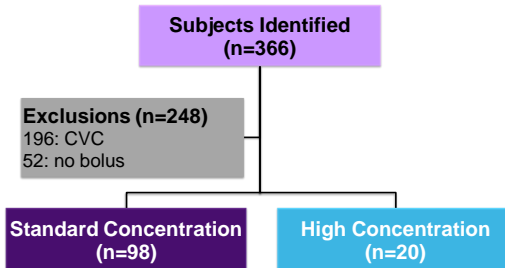 Subjects Identified
(n=366)
Exclusions (n=248)
196: CVC
52: no bolus
Standard Concentration
(n=98)
High Concentration
(n=20)